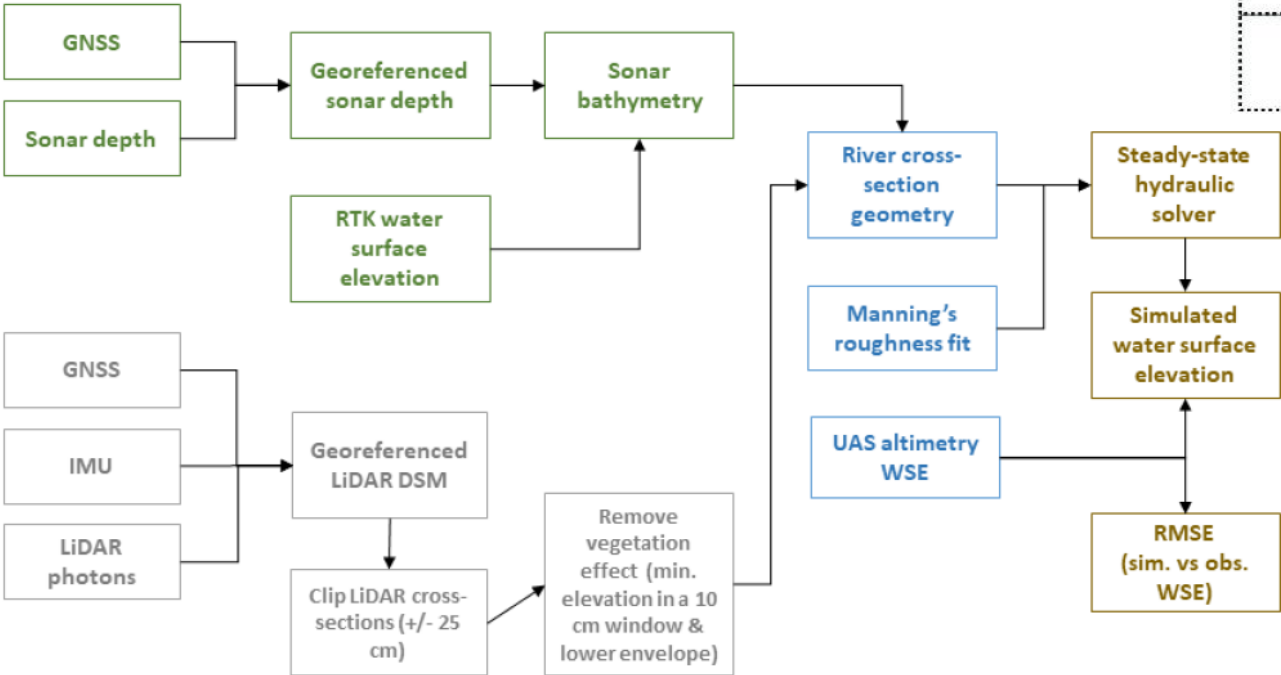 GNSS
Sonar depth
Georeferenced
sonar depth
Sonar
bathymetry
RTK water
surface
elevation
River cross-
section
geometry
Steady-state
hydraulic
solver
Manning's
roughness fit
Simulated
water surface
elevation
UAS altimetry
WSE
RMSE
(sim. vs obs.
WSE)
GNSS
IMU
LiDAR
photons
Georeferenced
LiDAR DSM
Clip LiDAR cross-
sections (+/- 25
cm)
Remove
vegetation
effect (min.
elevation in a 10
cm window &
lower envelope)